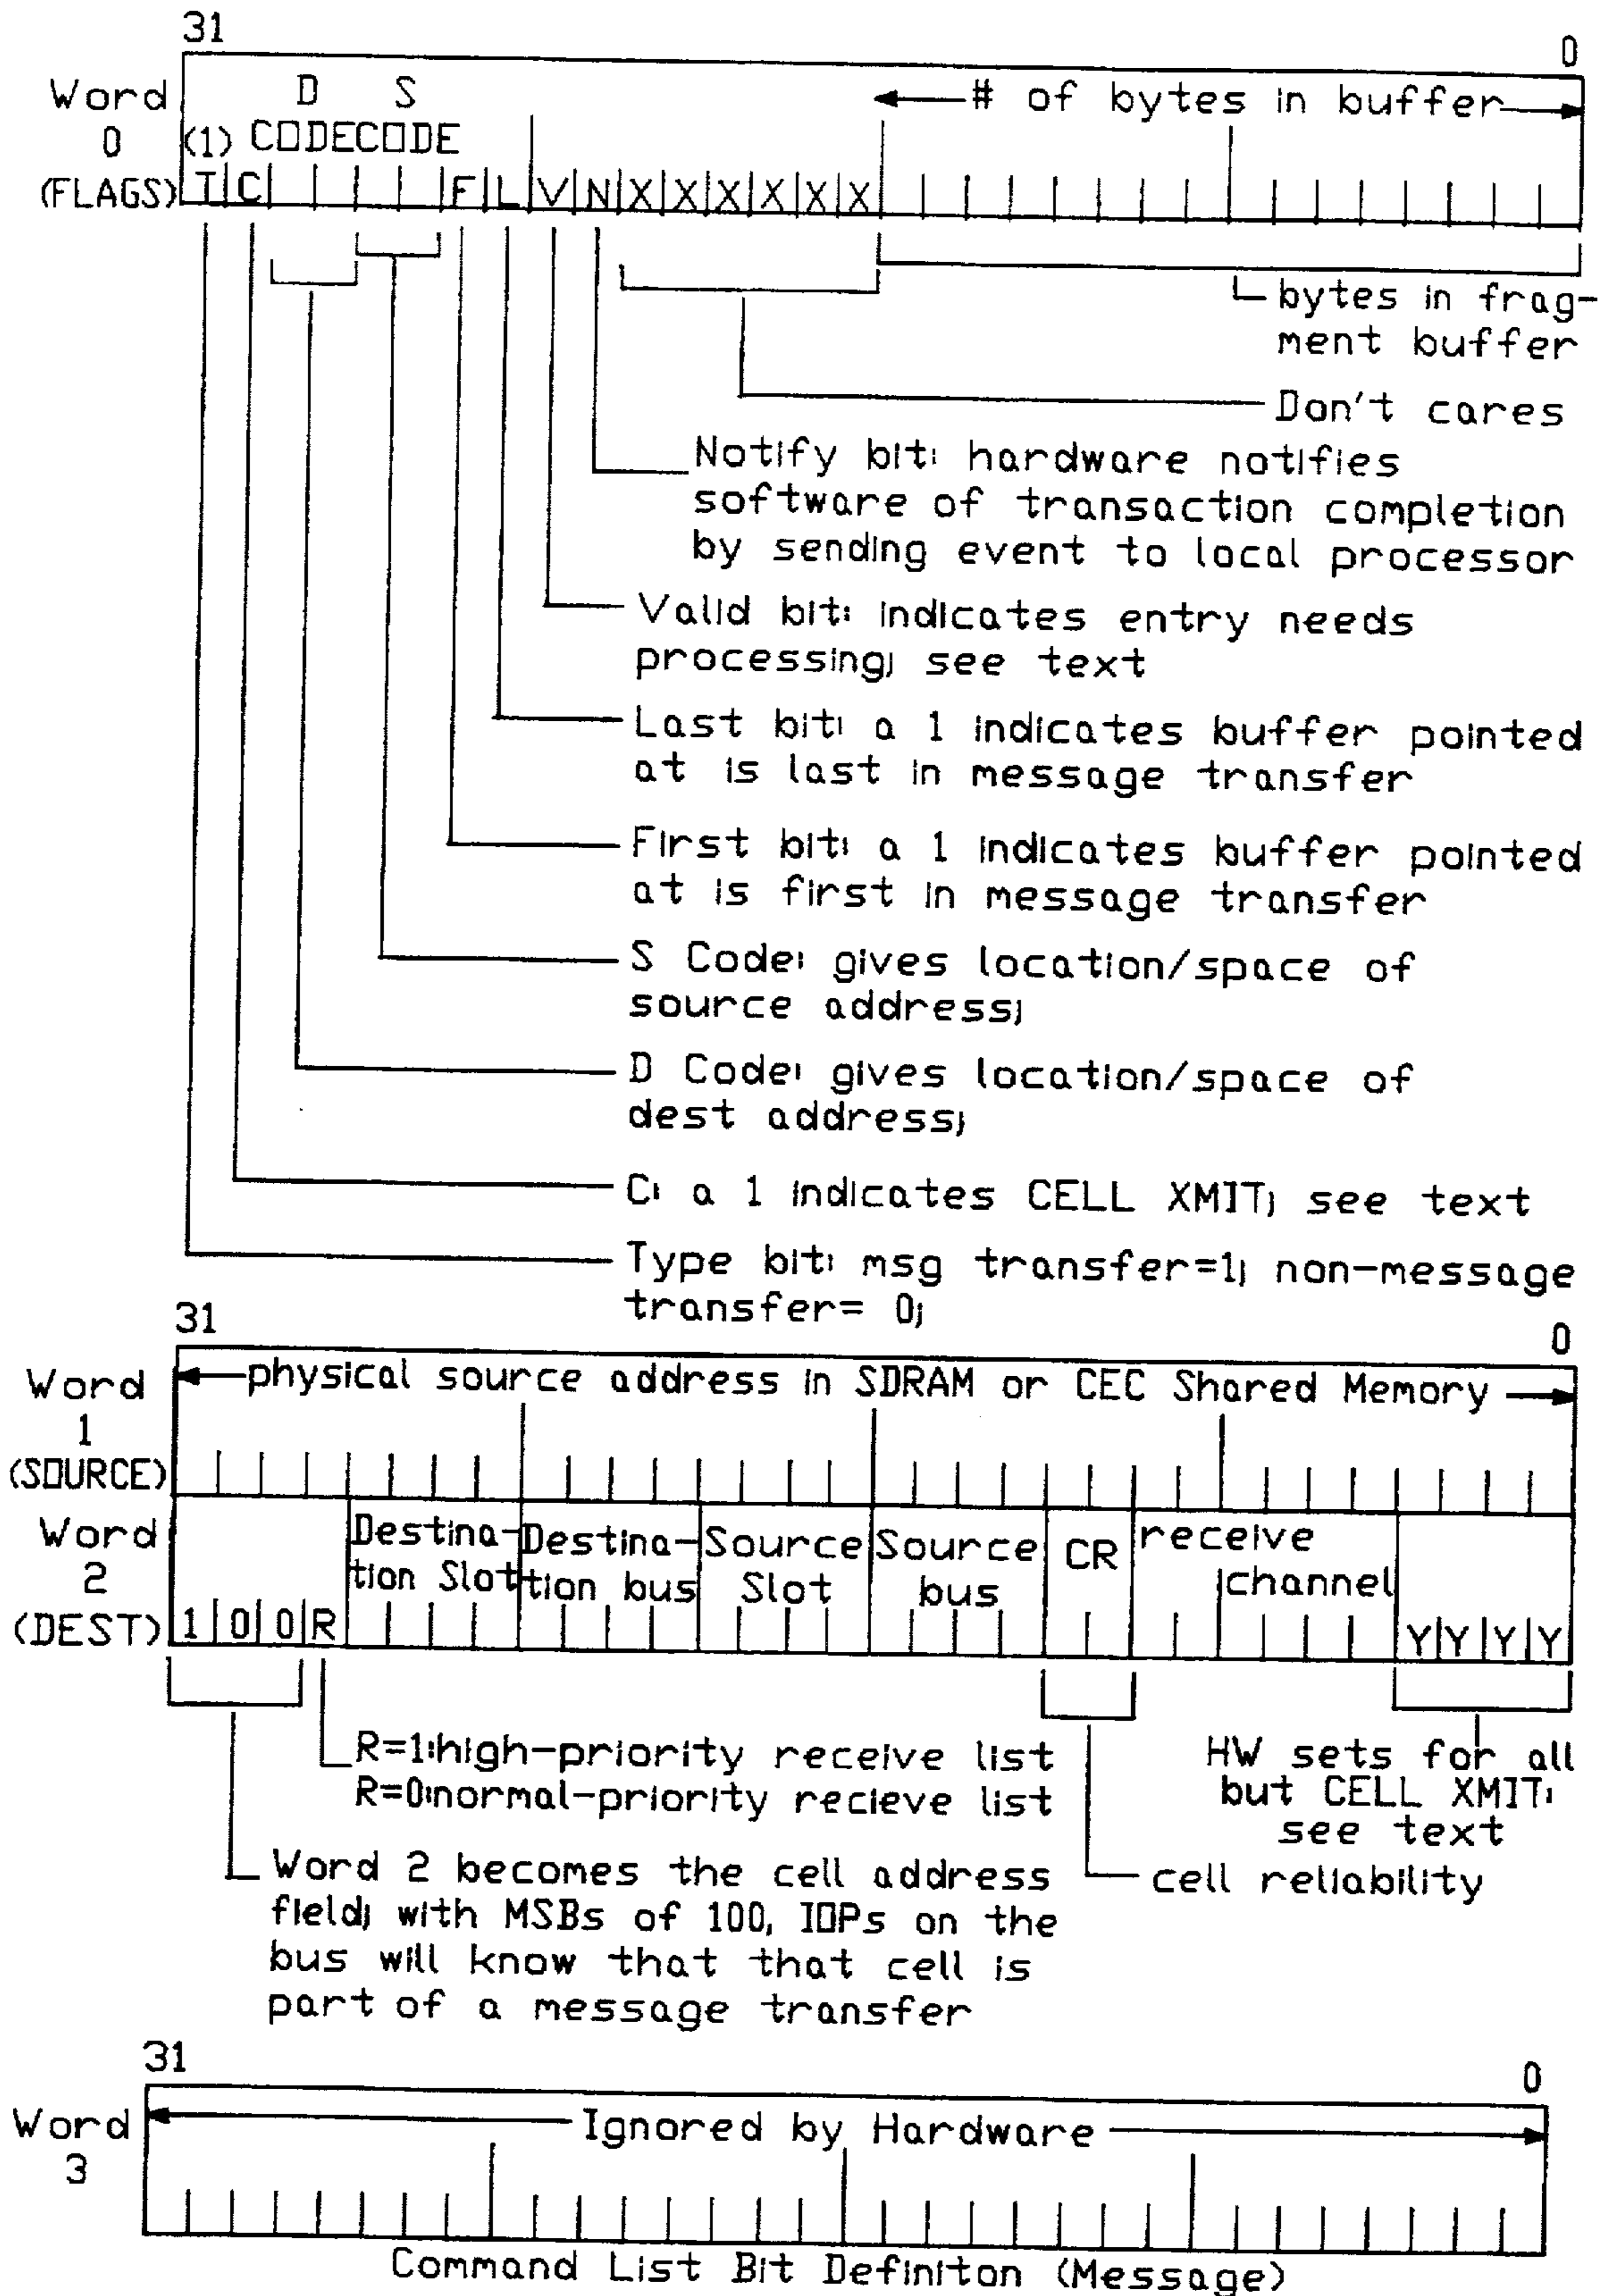 31 0
Word D S # of bytes in buffer
0 (1) CODECODE
(FLAGS) T C F L V N X X X X X X
bytes in frag-
ment buffer
Don't cares
Notify bit: hardware notifies
software of transaction completion
by sending event to local processor
Valid bit: indicates entry needs
processing; see text
Last bit: a 1 indicates buffer pointed
at is last in message transfer
First bit: a 1 indicates buffer pointed
at is first in message transfer
S Code: gives location/space of
source address;
D Code: gives location/space of
dest address;
C: a 1 indicates CELL XMIT; see text
Type bit: msg transfer=1; non-message
transfer= 0;
31 0
Word physical source address in SDRAM or CEC Shared Memory
1
(SOURCE)
Word Destina- Destina- Source Source CR receive
2 tion Slot tion bus Slot bus channel
(DEST) 1 0 0 R Y Y Y Y
R=1:high-priority receive list
R=0:normal-priority recieve list
HW sets for all
but CELL XMIT:
see text
cell reliability
Word 2 becomes the cell address
field; with MSBs of 100, IOPs on the
bus will know that that cell is
part of a message transfer
31 0
Word Ignored by Hardware
3
Command List Bit Definiton (Message)